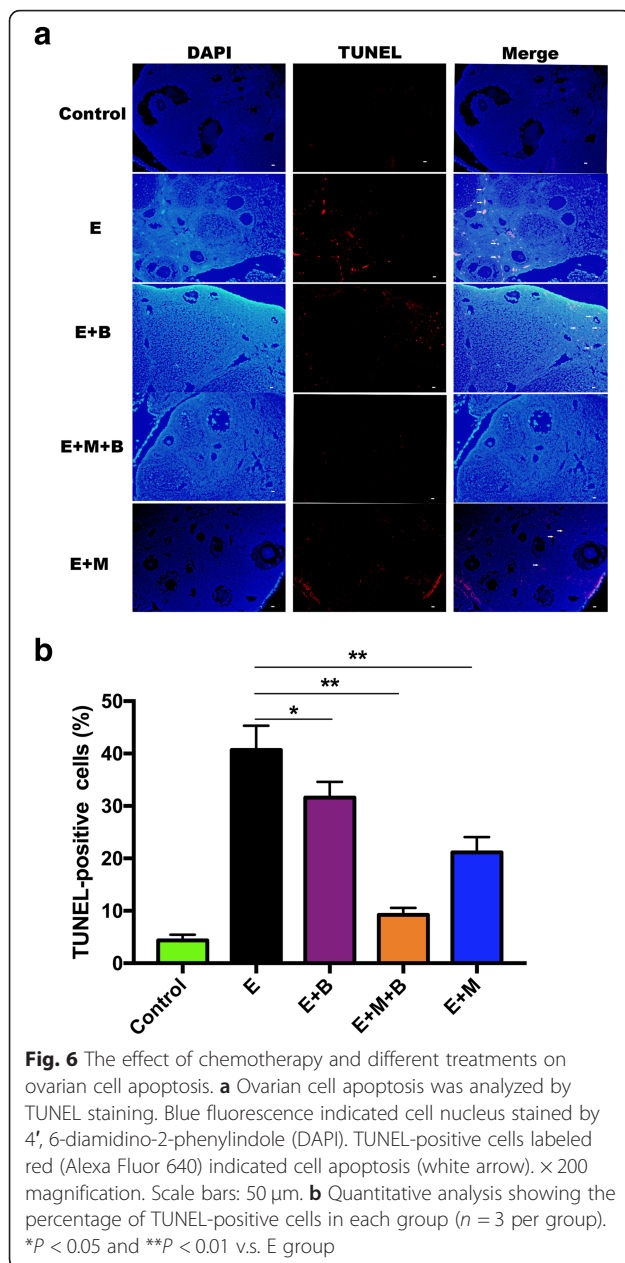 a
DAPI TUNEL Merge
Control
E
E+B
E+M+B
E+M
b
**
**
*
TUNEL-positive cells (%)
50
40
30
20
10
0
Control E E+B E+M+B E+M
Fig. 6 The effect of chemotherapy and different treatments on
ovarian cell apoptosis. a Ovarian cell apoptosis was analyzed by
TUNEL staining. Blue fluorescence indicated cell nucleus stained by
4′, 6-diamidino-2-phenylindole (DAPI). TUNEL-positive cells labeled
red (Alexa Fluor 640) indicated cell apoptosis (white arrow). × 200
magnification. Scale bars: 50 μm. b Quantitative analysis showing the
percentage of TUNEL-positive cells in each group (n = 3 per group).
*P < 0.05 and **P < 0.01 v.s. E group